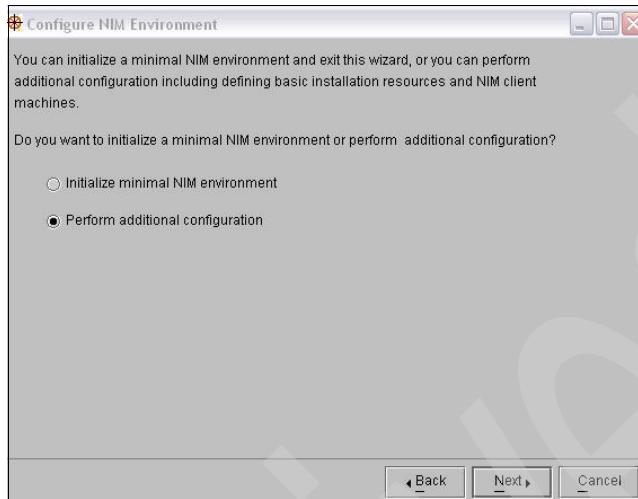 Configure NIM Environment
You can initialize a minimal NIM environment and exit this wizard, or you can perform
additional configuration including defining basic installation resources and NIM client
machines.
Do you want to initialize a minimal NIM environment or perform additional configuration?
Initialize minimal NIM environment
Perform additional configuration
Back Next Cancel